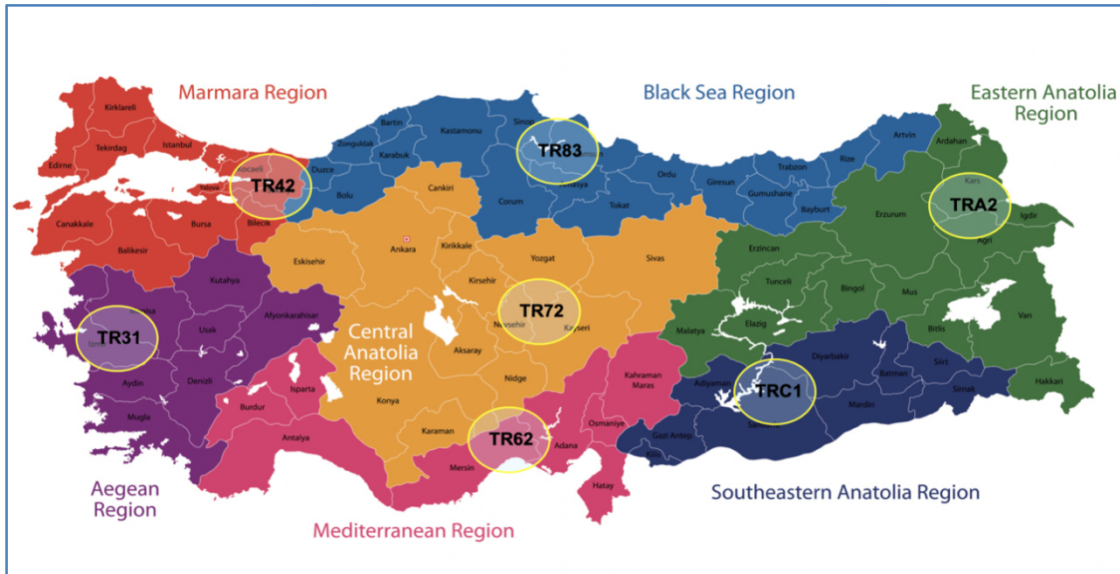 Marmara Region
Black Sea Region
Eastern Anatolia
Region
Kirklareli
Edirne
Tekirdag
Istanbul
Yalova
TR42
Canakkale
Bursa
Bilecik
Balikesir
Bartin
Zonguldak
Karabuk
Duzce
Bolu
Kastamonu
Sinop
TR83
Corum
Tokat
Ordu
Giresun
Trabzon
Gumushane
Rize
Bayburt
Artvin
Ardahan
Kars
TRA2
Igdir
Agri
Erzurum
Erzincan
Tunceli
Bingol
Mus
Van
Bitlis
Elazig
Malatya
Hakkari
Cankiri
Ankara
Kirikkale
Eskisehir
Kirsehir
Yozgat
Sivas
TR72
Kayseri
Aksaray
Nigde
Konya
Karaman
Central
Anatolia
Region
Kutahya
Afyonkarahisar
Usak
TR31
Aydin
Denizli
Mugla
Isparta
Burdur
Antalya
TR62
Mersin
Adana
Osmaniye
Kahraman
Maras
Hatay
Adiyaman
Diyarbakir
Batman
Siirt
Sirnak
Mardin
TRC1
Gazi Antep
Kilis
Aegean
Region
Mediterranean Region
Southeastern Anatolia Region